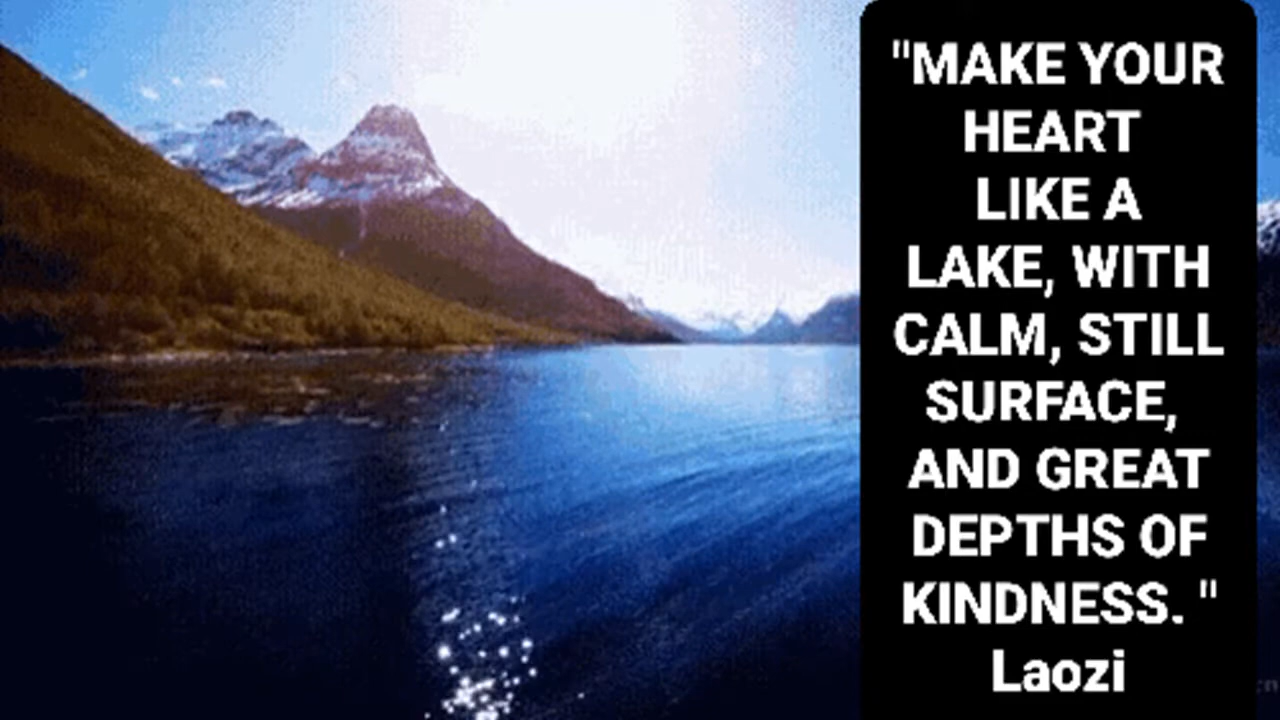 "MAKE YOUR
HEART
LIKE A
LAKE, WITH
CALM, STILL
SURFACE,
AND GREAT
DEPTHS OF
KINDNESS. "
Laozi